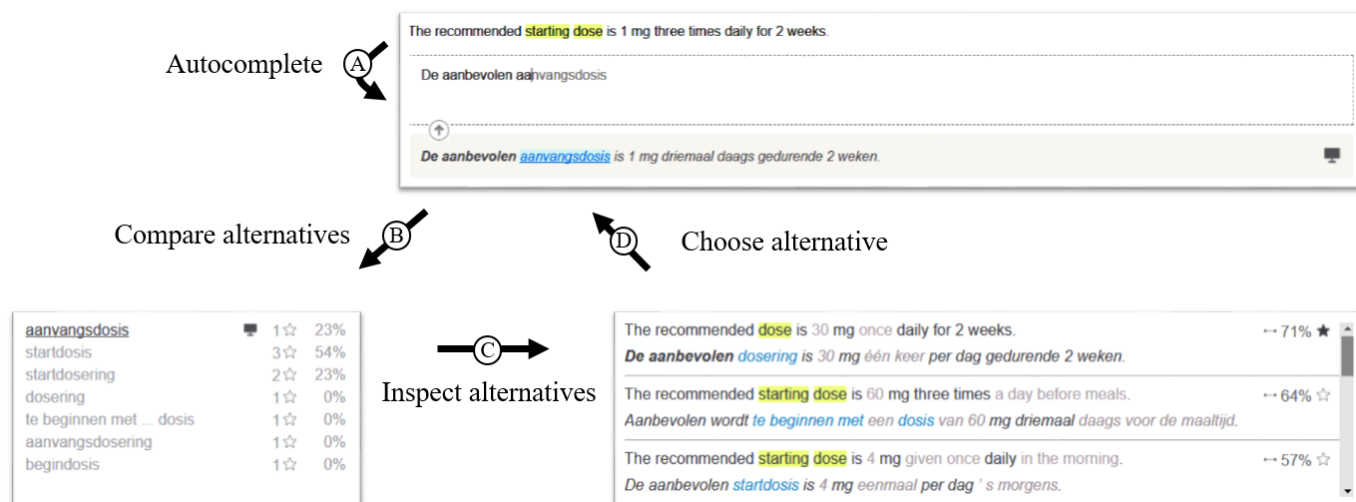 The recommended starting dose is 1 mg three times daily for 2 weeks.
Autocomplete
A
De aanbevolen aanvangsdosis
De aanbevolen aanvangsdosis is 1 mg driemaal daags gedurende 2 weken.
Compare alternatives
B
D
Choose alternative
aanvangsdosis 1☆ 23%
startdosis 3☆ 54%
startdosering 2☆ 23%
dosering 1☆ 0%
te beginnen met ... dosis 1☆ 0%
aanvangsdosering 1☆ 0%
begindosis 1☆ 0%
C
Inspect alternatives
The recommended dose is 30 mg once daily for 2 weeks. ↔ 71% ★
De aanbevolen dosering is 30 mg één keer per dag gedurende 2 weken.
The recommended starting dose is 60 mg three times a day before meals. ↔ 64% ☆
Aanbevolen wordt te beginnen met een dosis van 60 mg driemaal daags voor de maaltijd.
The recommended starting dose is 4 mg given once daily in the morning. ↔ 57% ☆
De aanbevolen startdosis is 4 mg eenmaal per dag ' s morgens.